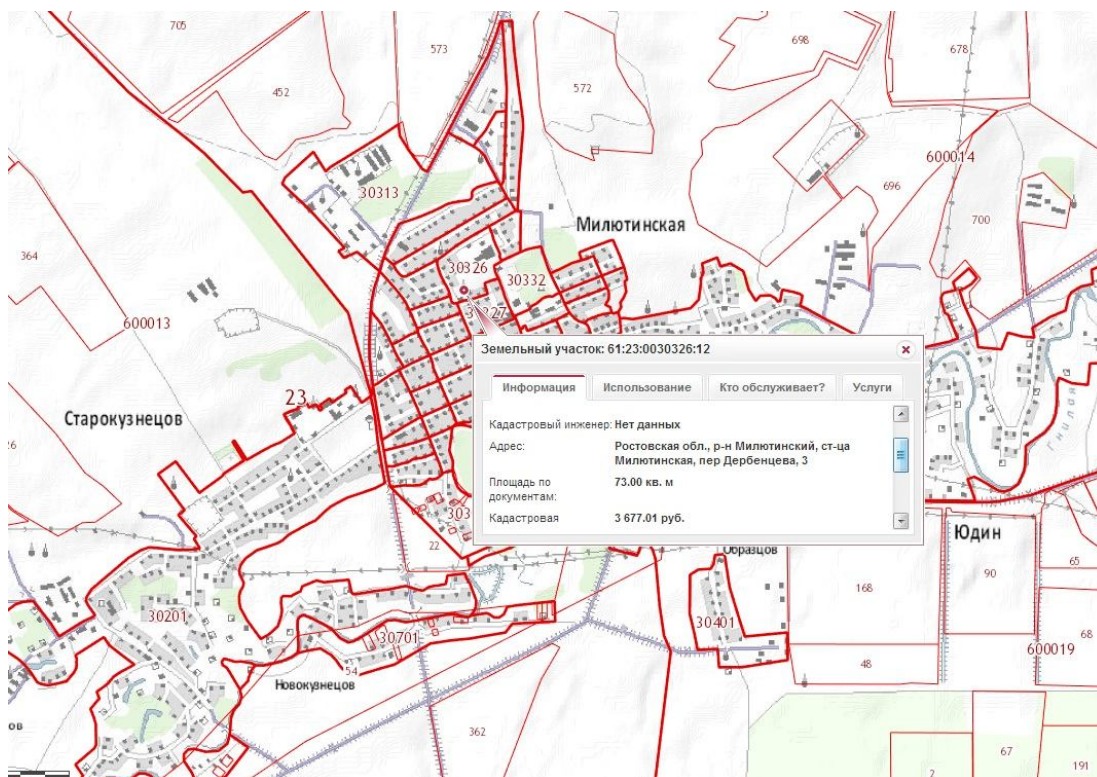 705
573
698
678
452
572
600014
30313
696
Милютинская
700
364
30326
30332
600013
Земельный участок: 61:23:0030326:12
Информация
Использование
Кто обслуживает?
Услуги
23
Кадастровый инженер: Нет данных
Старокузнецов
Адрес: Ростовская обл., р-н Милютинский, ст-ца
Милютинская, пер Дербенцева, 3
Гнилая
Площадь по 73.00 кв. м
документам:
Кадастровая 3 677.01 руб.
22
Образцов
Юдин
65
168
90
30201
30701
30401
68
54
48
600019
Новокузнецов
362
67
191
2